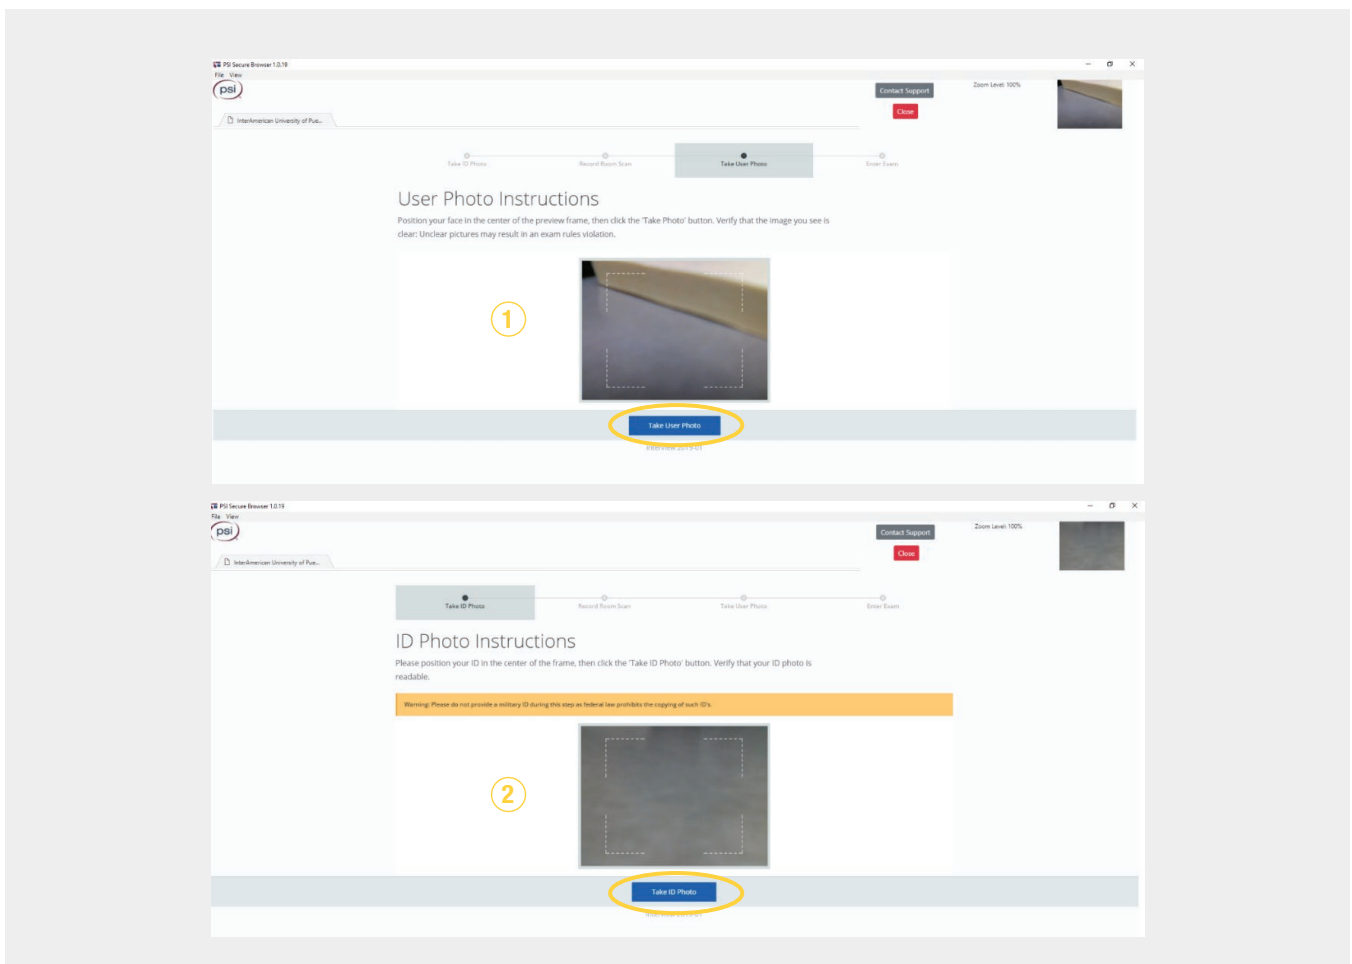 PSI Secure Browser 1.0.19
File View
psi
Contact Support
Zoom Level: 100%
Close
InterAmerican University of Pue...
Take ID Photo
Record Room Scan
Take User Photo
Enter Exam
User Photo Instructions
Position your face in the center of the preview frame, then click the 'Take Photo' button. Verify that the image you see is
clear: Unclear pictures may result in an exam rules violation.
1
Take User Photo
Interview 2019-01
PSI Secure Browser 1.0.19
File View
psi
Contact Support
Zoom Level: 100%
Close
InterAmerican University of Pue...
Take ID Photo
Record Room Scan
Take User Photo
Enter Exam
ID Photo Instructions
Please position your ID in the center of the frame, then click the 'Take ID Photo' button. Verify that your ID photo is
readable.
Warning: Please do not provide a military ID during this step as federal law prohibits the copying of such ID's.
2
Take ID Photo